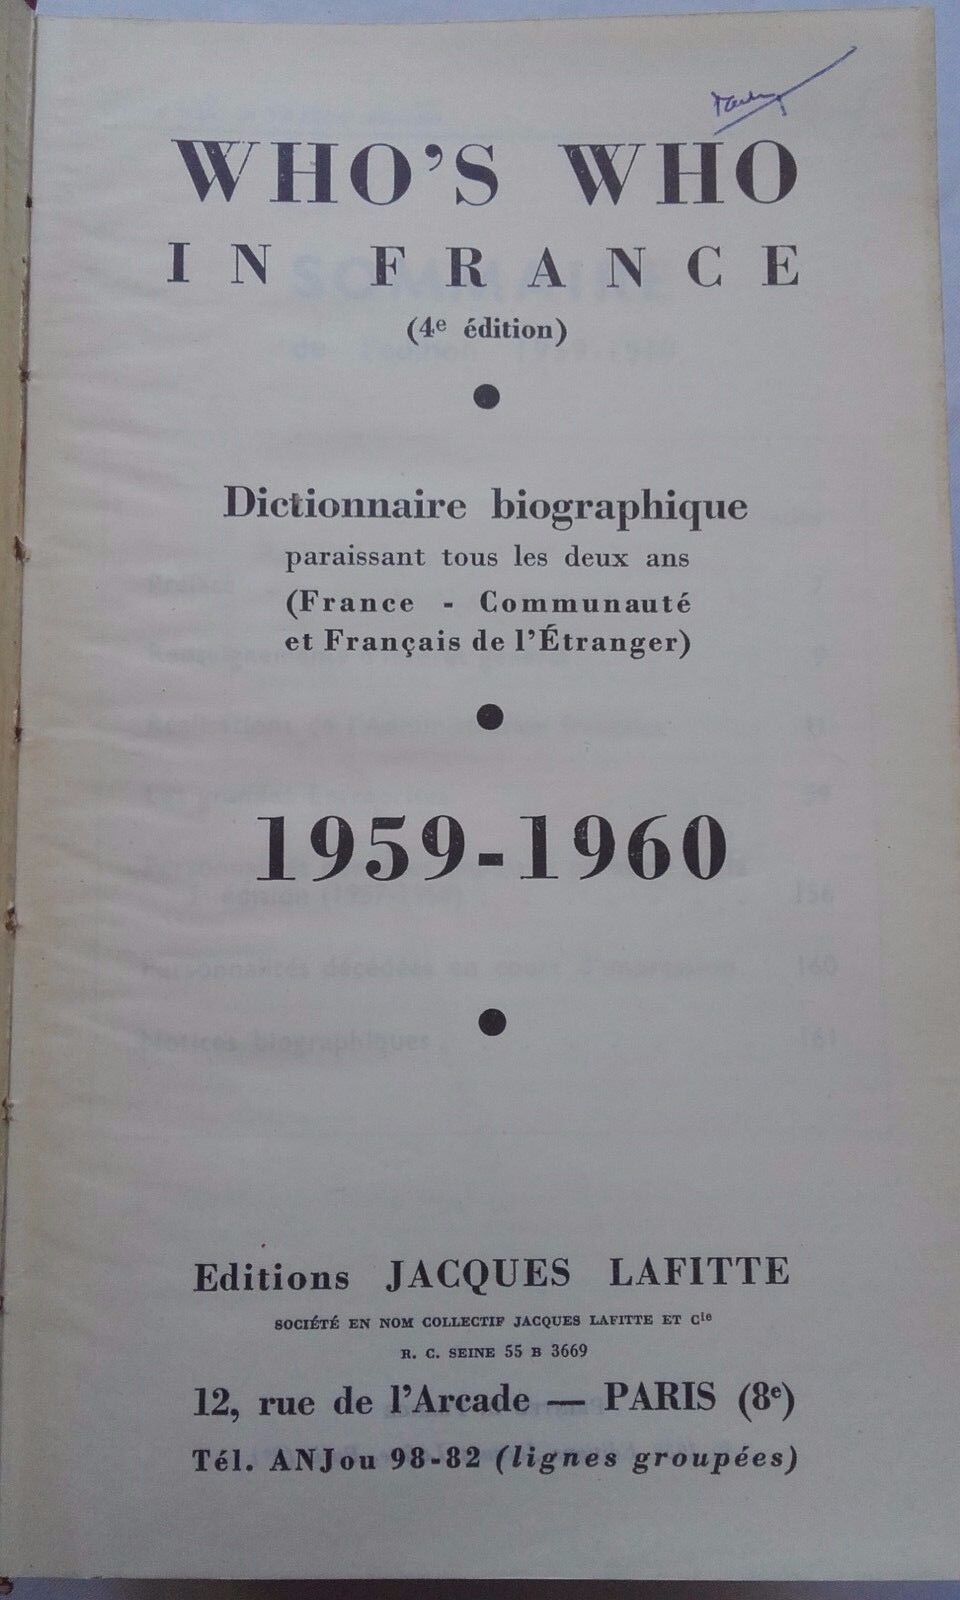 WHO'S WHO
IN FRANCE
(4e édition)
Dictionnaire biographique
paraissant tous les deux ans
(France - Communauté
et Français de l'Étranger)
1959-1960
Editions JACQUES LAFITTE
SOCIÉTÉ EN NOM COLLECTIF JACQUES LAFITTE ET Cie
R. C. SEINE 55 B 3669
12, rue de l'Arcade — PARIS (8e)
Tél. ANJou 98-82 (lignes groupées)